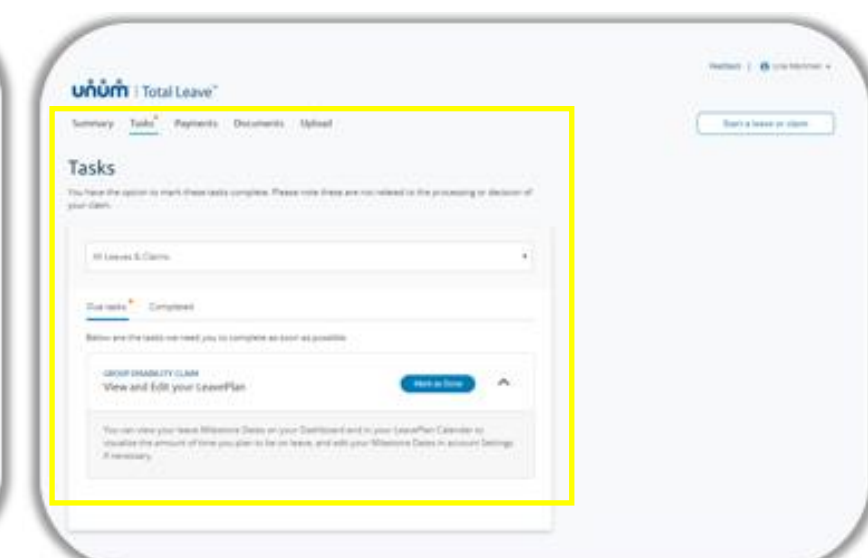 Feedback |
unum | Total Leave™
Summary Tasks Payments Documents Upload
Start a leave or claim
Tasks
You have the option to mark these tasks complete. Please note these are not related to the processing or decision of
your claim.
All Leaves & Claims
Due tasks Completed
Below are the tasks we need you to complete as soon as possible
GROUP DISABILITY CLAIM
View and Edit your LeavePlan
Mark as Done
You can view your leave Milestone Dates on your Dashboard and in your LeavePlan Calendar to
visualize the amount of time you plan to be on leave, and edit your Milestone Dates in account Settings
if necessary.